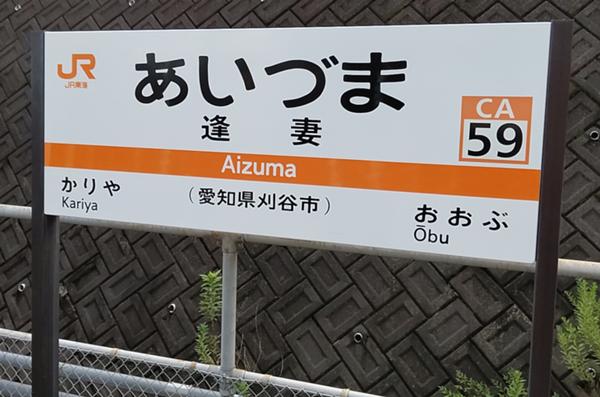 JR
JR東海
あいづま
逢妻
CA
59
Aizuma
かりや
Kariya
（愛知県刈谷市）
おおぶ
Ōbu